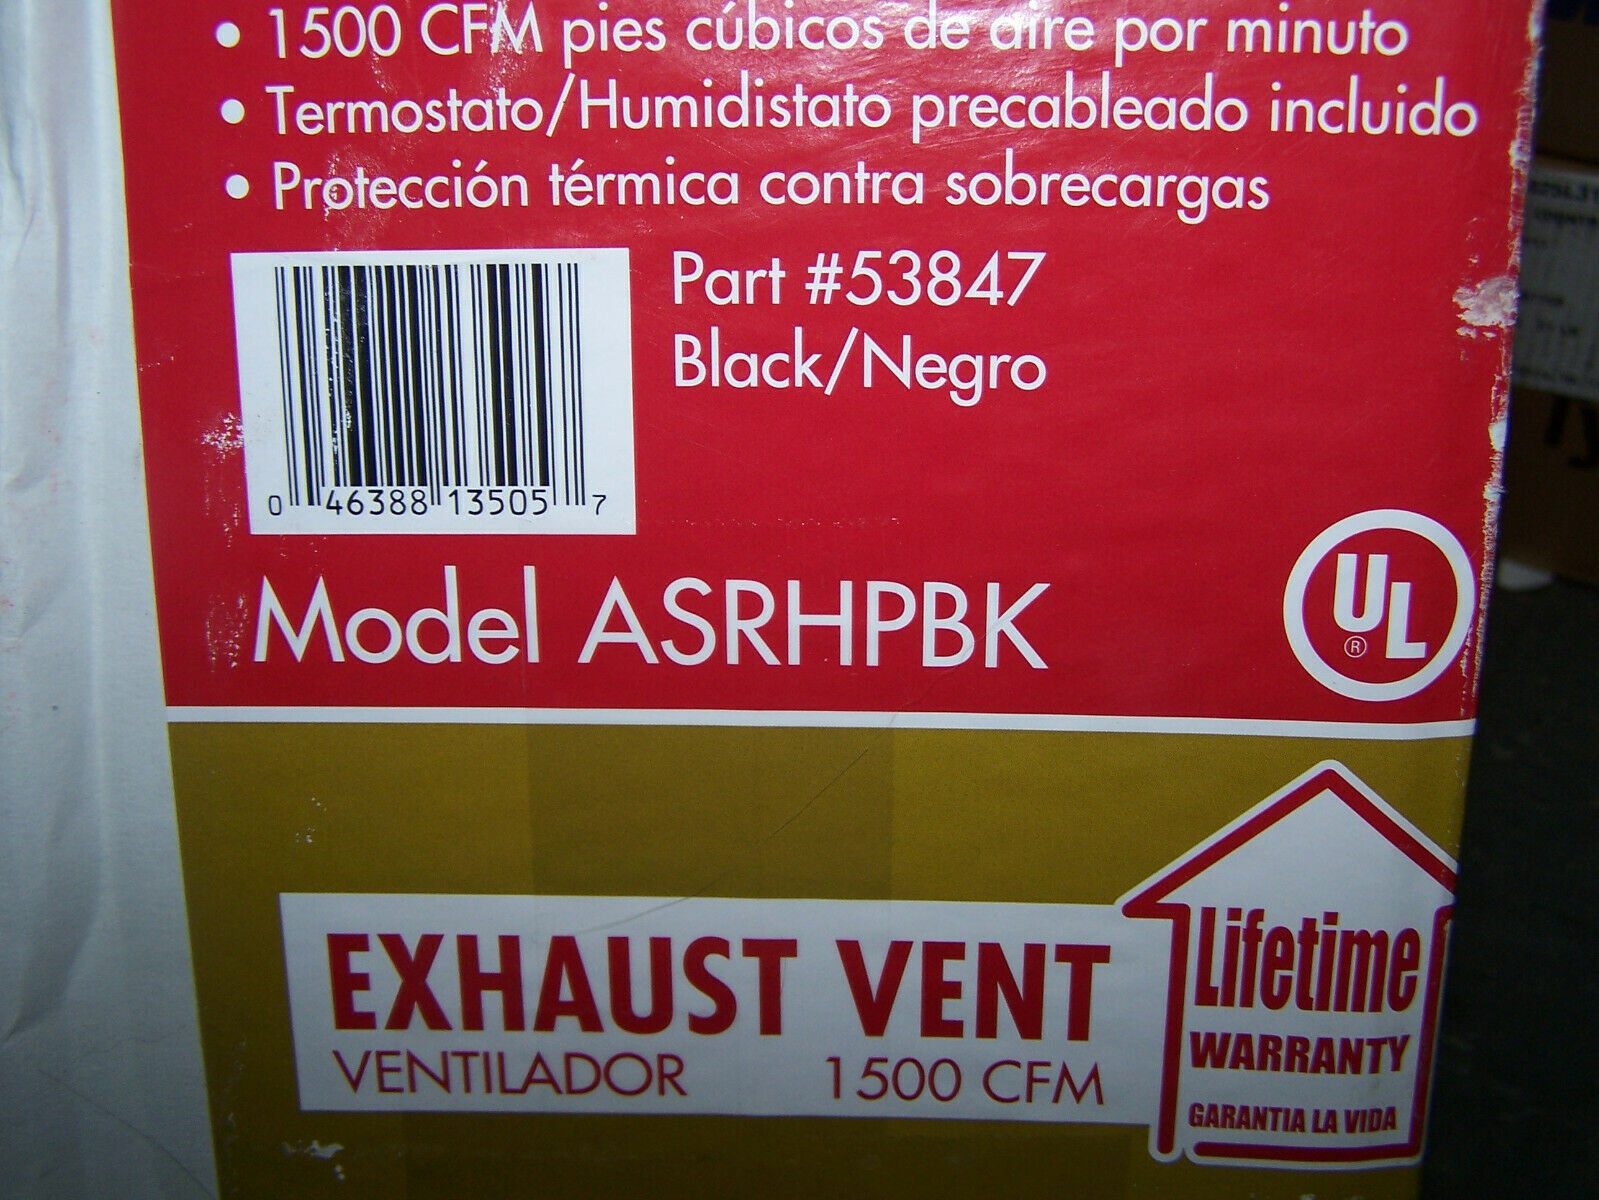 • 1500 CFM pies cúbicos de aire por minuto
• Termostato/Humidistato precableado incluido
• Protección térmica contra sobrecargas
Part #53847
Black/Negro
0 46388 13505 7
Model ASRHPBK
UL
®
EXHAUST VENT
VENTILADOR 1500 CFM
Lifetime
WARRANTY
GARANTIA LA VIDA